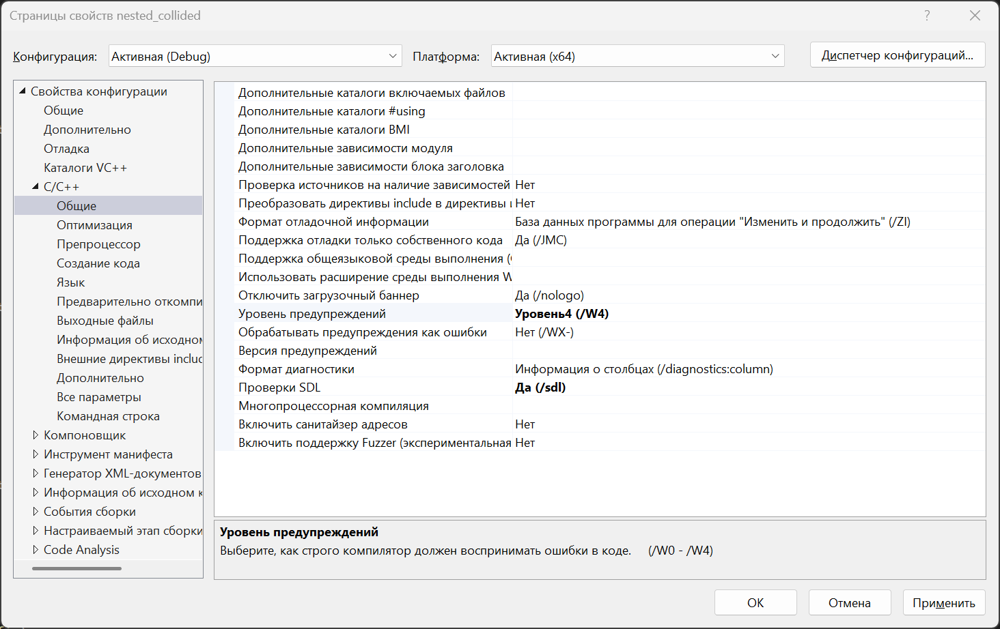 Страницы свойств nested_collided
?
Конфигурация: Активная (Debug) Платформа: Активная (x64) Диспетчер конфигураций...
Свойства конфигурации
Общие
Дополнительно
Отладка
Каталоги VC++
C/C++
Общие
Оптимизация
Препроцессор
Создание кода
Язык
Предварительно откомпи
Выходные файлы
Информация об исходном
Внешние директивы includ
Дополнительно
Все параметры
Командная строка
Компоновщик
Инструмент манифеста
Генератор XML-документов
Информация об исходном к
События сборки
Настраиваемый этап сборки
Code Analysis
Дополнительные каталоги включаемых файлов
Дополнительные каталоги #using
Дополнительные каталоги BMI
Дополнительные зависимости модуля
Дополнительные зависимости блока заголовка
Проверка источников на наличие зависимостей Нет
Преобразовать директивы include в директивы Нет
Формат отладочной информации База данных программы для операции "Изменить и продолжить" (/ZI)
Поддержка отладки только собственного кода Да (/JMC)
Поддержка общеязыковой среды выполнения (
Использовать расширение среды выполнения W
Отключить загрузочный баннер Да (/nologo)
Уровень предупреждений Уровень4 (/W4)
Обрабатывать предупреждения как ошибки Нет (/WX-)
Версия предупреждений
Формат диагностики Информация о столбцах (/diagnostics:column)
Проверки SDL Да (/sdl)
Многопроцессорная компиляция
Включить санитайзер адресов Нет
Включить поддержку Fuzzer (экспериментальная Нет
Уровень предупреждений
Выберите, как строго компилятор должен воспринимать ошибки в коде. (/W0 - /W4)
ОК Отмена Применить